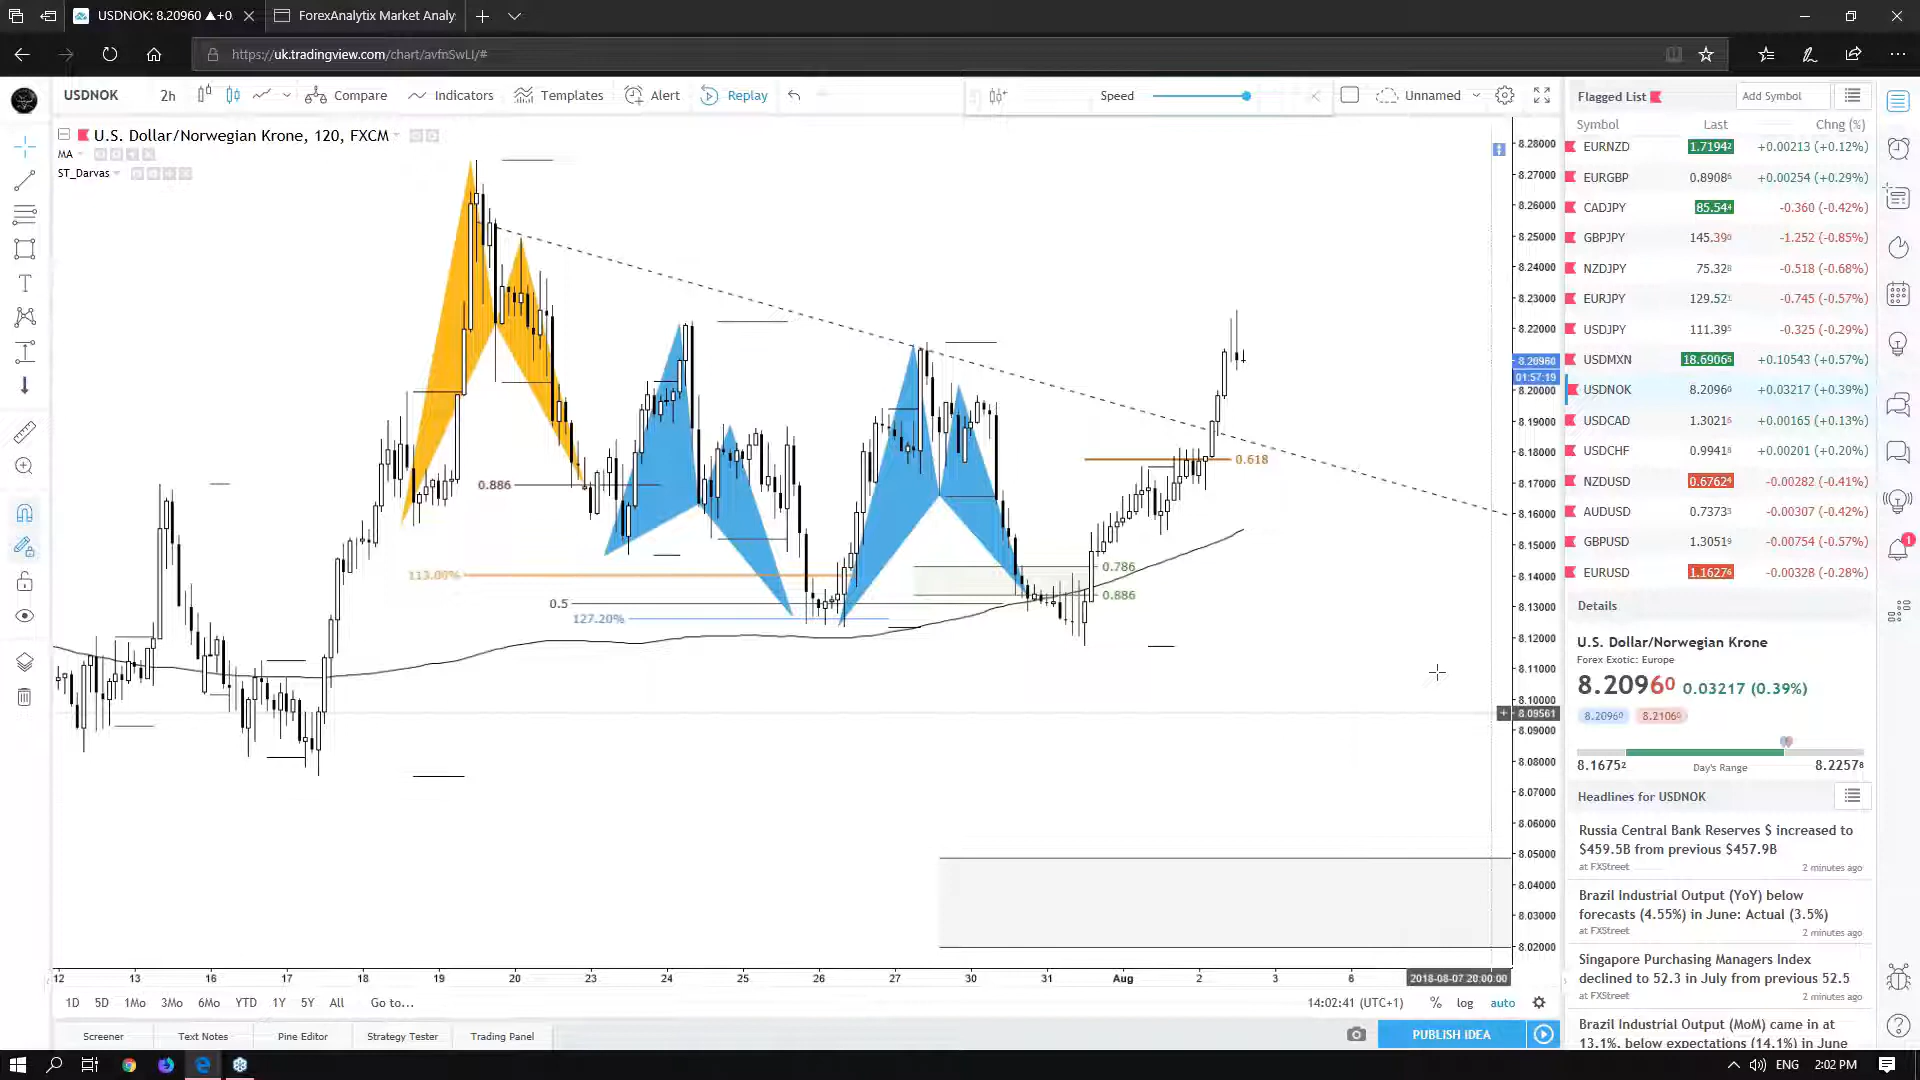 USDNOK: 8.20960 ▲+0.
ForexAnalytix Market Analy
https://uk.tradingview.com/chart/avfnSwLI/#
USDNOK 2h Compare Indicators Templates Alert Replay Speed Unnamed
U.S. Dollar/Norwegian Krone, 120, FXCM
MA
ST_Darvas
0.886
113.00%
0.5
127.20%
0.786
0.886
0.618
8.28000
8.27000
8.26000
8.25000
8.24000
8.23000
8.22000
8.20960
01:57:19
8.20000
8.19000
8.18000
8.17000
8.16000
8.15000
8.14000
8.13000
8.12000
8.11000
8.10000
8.09561
8.09000
8.08000
8.07000
8.06000
8.05000
8.04000
8.03000
8.02000
12 13 16 17 18 19 20 23 24 25 26 27 30 31 Aug 2 3 6 2018-08-07 20:00:00
1D 5D 1Mo 3Mo 6Mo YTD 1Y 5Y All Go to... 14:02:41 (UTC+1) % log auto
Screener Text Notes Pine Editor Strategy Tester Trading Panel PUBLISH IDEA
Flagged List Add Symbol
Symbol Last Chng (%)
EURNZD 1.71942 +0.00213 (+0.12%)
EURGBP 0.89086 +0.00254 (+0.29%)
CADJPY 85.544 -0.360 (-0.42%)
GBPJPY 145.390 -1.252 (-0.85%)
NZDJPY 75.328 -0.518 (-0.68%)
EURJPY 129.521 -0.745 (-0.57%)
USDJPY 111.395 -0.325 (-0.29%)
USDMXN 18.69065 +0.10543 (+0.57%)
USDNOK 8.20960 +0.03217 (+0.39%)
USDCAD 1.30216 +0.00165 (+0.13%)
USDCHF 0.99418 +0.00201 (+0.20%)
NZDUSD 0.67624 -0.00282 (-0.41%)
AUDUSD 0.73733 -0.00307 (-0.42%)
GBPUSD 1.30519 -0.00754 (-0.57%)
EURUSD 1.16276 -0.00328 (-0.28%)
Details
U.S. Dollar/Norwegian Krone
Forex Exotic: Europe
8.20960 0.03217 (0.39%)
8.20960 8.21060
8.16752 Day's Range 8.22578
Headlines for USDNOK
Russia Central Bank Reserves $ increased to
$459.5B from previous $457.9B
at FXStreet 2 minutes ago
Brazil Industrial Output (YoY) below
forecasts (4.55%) in June: Actual (3.5%)
at FXStreet 2 minutes ago
Singapore Purchasing Managers Index
declined to 52.3 in July from previous 52.5
at FXStreet 2 minutes ago
Brazil Industrial Output (MoM) came in at
13.1%, below expectations (14.1%) in June
1
ENG 2:02 PM